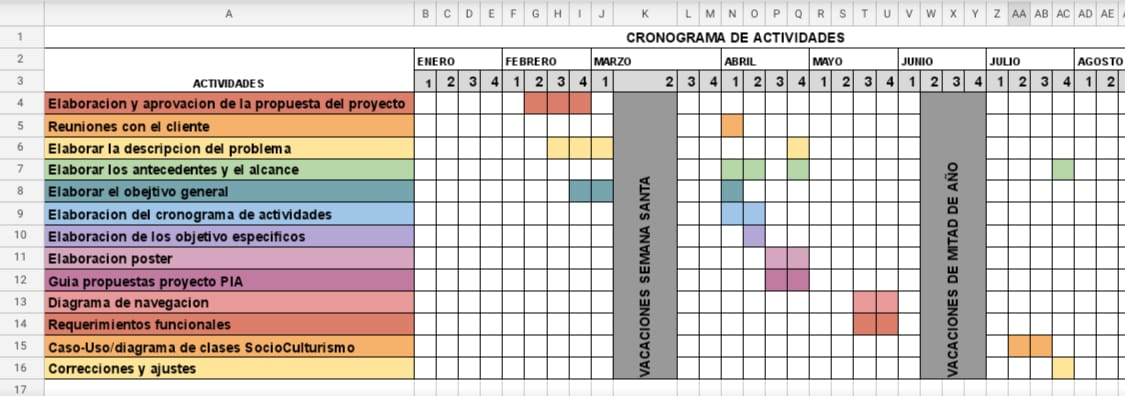 A B C D E F G H I J K L M N O P Q R S T U V W X Y Z AA AB AC AD AE
1 CRONOGRAMA DE ACTIVIDADES
2 ENERO FEBRERO MARZO ABRIL MAYO JUNIO JULIO AGOSTO
3 ACTIVIDADES 1 2 3 4 1 2 3 4 1 2 3 4 1 2 3 4 1 2 3 4 1 2 3 4 1 2 3 4 1 2
4 Elaboracion y aprovacion de la propuesta del proyecto
5 Reuniones con el cliente
6 Elaborar la descripcion del problema
7 Elaborar los antecedentes y el alcance
8 Elaborar el obejtivo general
9 Elaboracion del cronograma de actividades
10 Elaboracion de los objetivo especificos
11 Elaboracion poster
12 Guia propuestas proyecto PIA
13 Diagrama de navegacion
14 Requerimientos funcionales
15 Caso-Uso/diagrama de clases SocioCulturismo
16 Correcciones y ajustes
17
VACACIONES SEMANA SANTA
VACACIONES DE MITAD DE AÑO